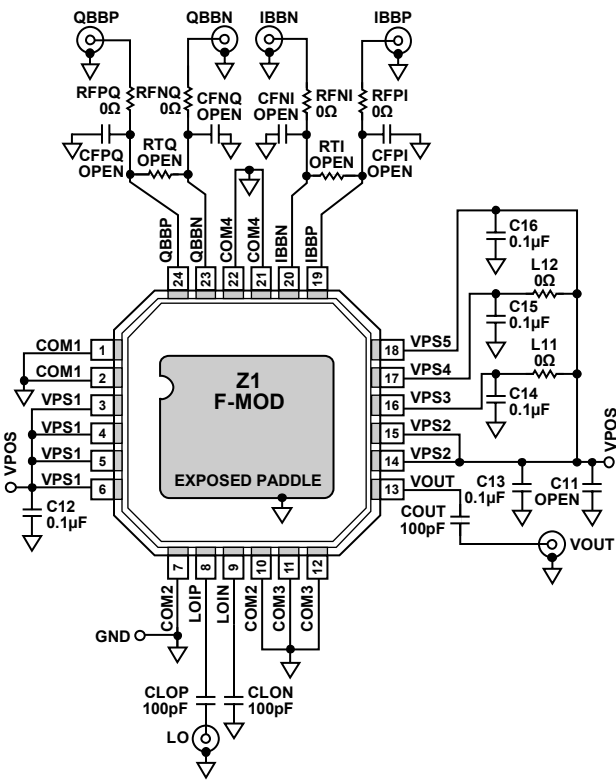 QBBP
QBBN
IBBN
IBBP
RFPQ
0Ω
RFNQ
0Ω
RFNI
0Ω
RFPI
0Ω
CFNQ
OPEN
CFNI
OPEN
CFPQ
OPEN
RTQ
OPEN
RTI
OPEN
CFPI
OPEN
QBBP
QBBN
COM4
COM4
IBBN
IBBP
24
23
22
21
20
19
C16
0.1µF
L12
0Ω
C15
0.1µF
L11
0Ω
C14
0.1µF
COM1
1
COM1
2
VPS1
3
VPS1
4
VPS1
5
VPS1
6
VPOS
C12
0.1µF
Z1
F-MOD
EXPOSED PADDLE
18
VPS5
17
VPS4
16
VPS3
15
VPS2
14
VPS2
13
VOUT
VPOS
C13
0.1µF
C11
OPEN
COUT
100pF
VOUT
7
8
9
10
11
12
COM2
LOIP
LOIN
COM2
COM3
COM3
GND
CLOP
100pF
CLON
100pF
LO